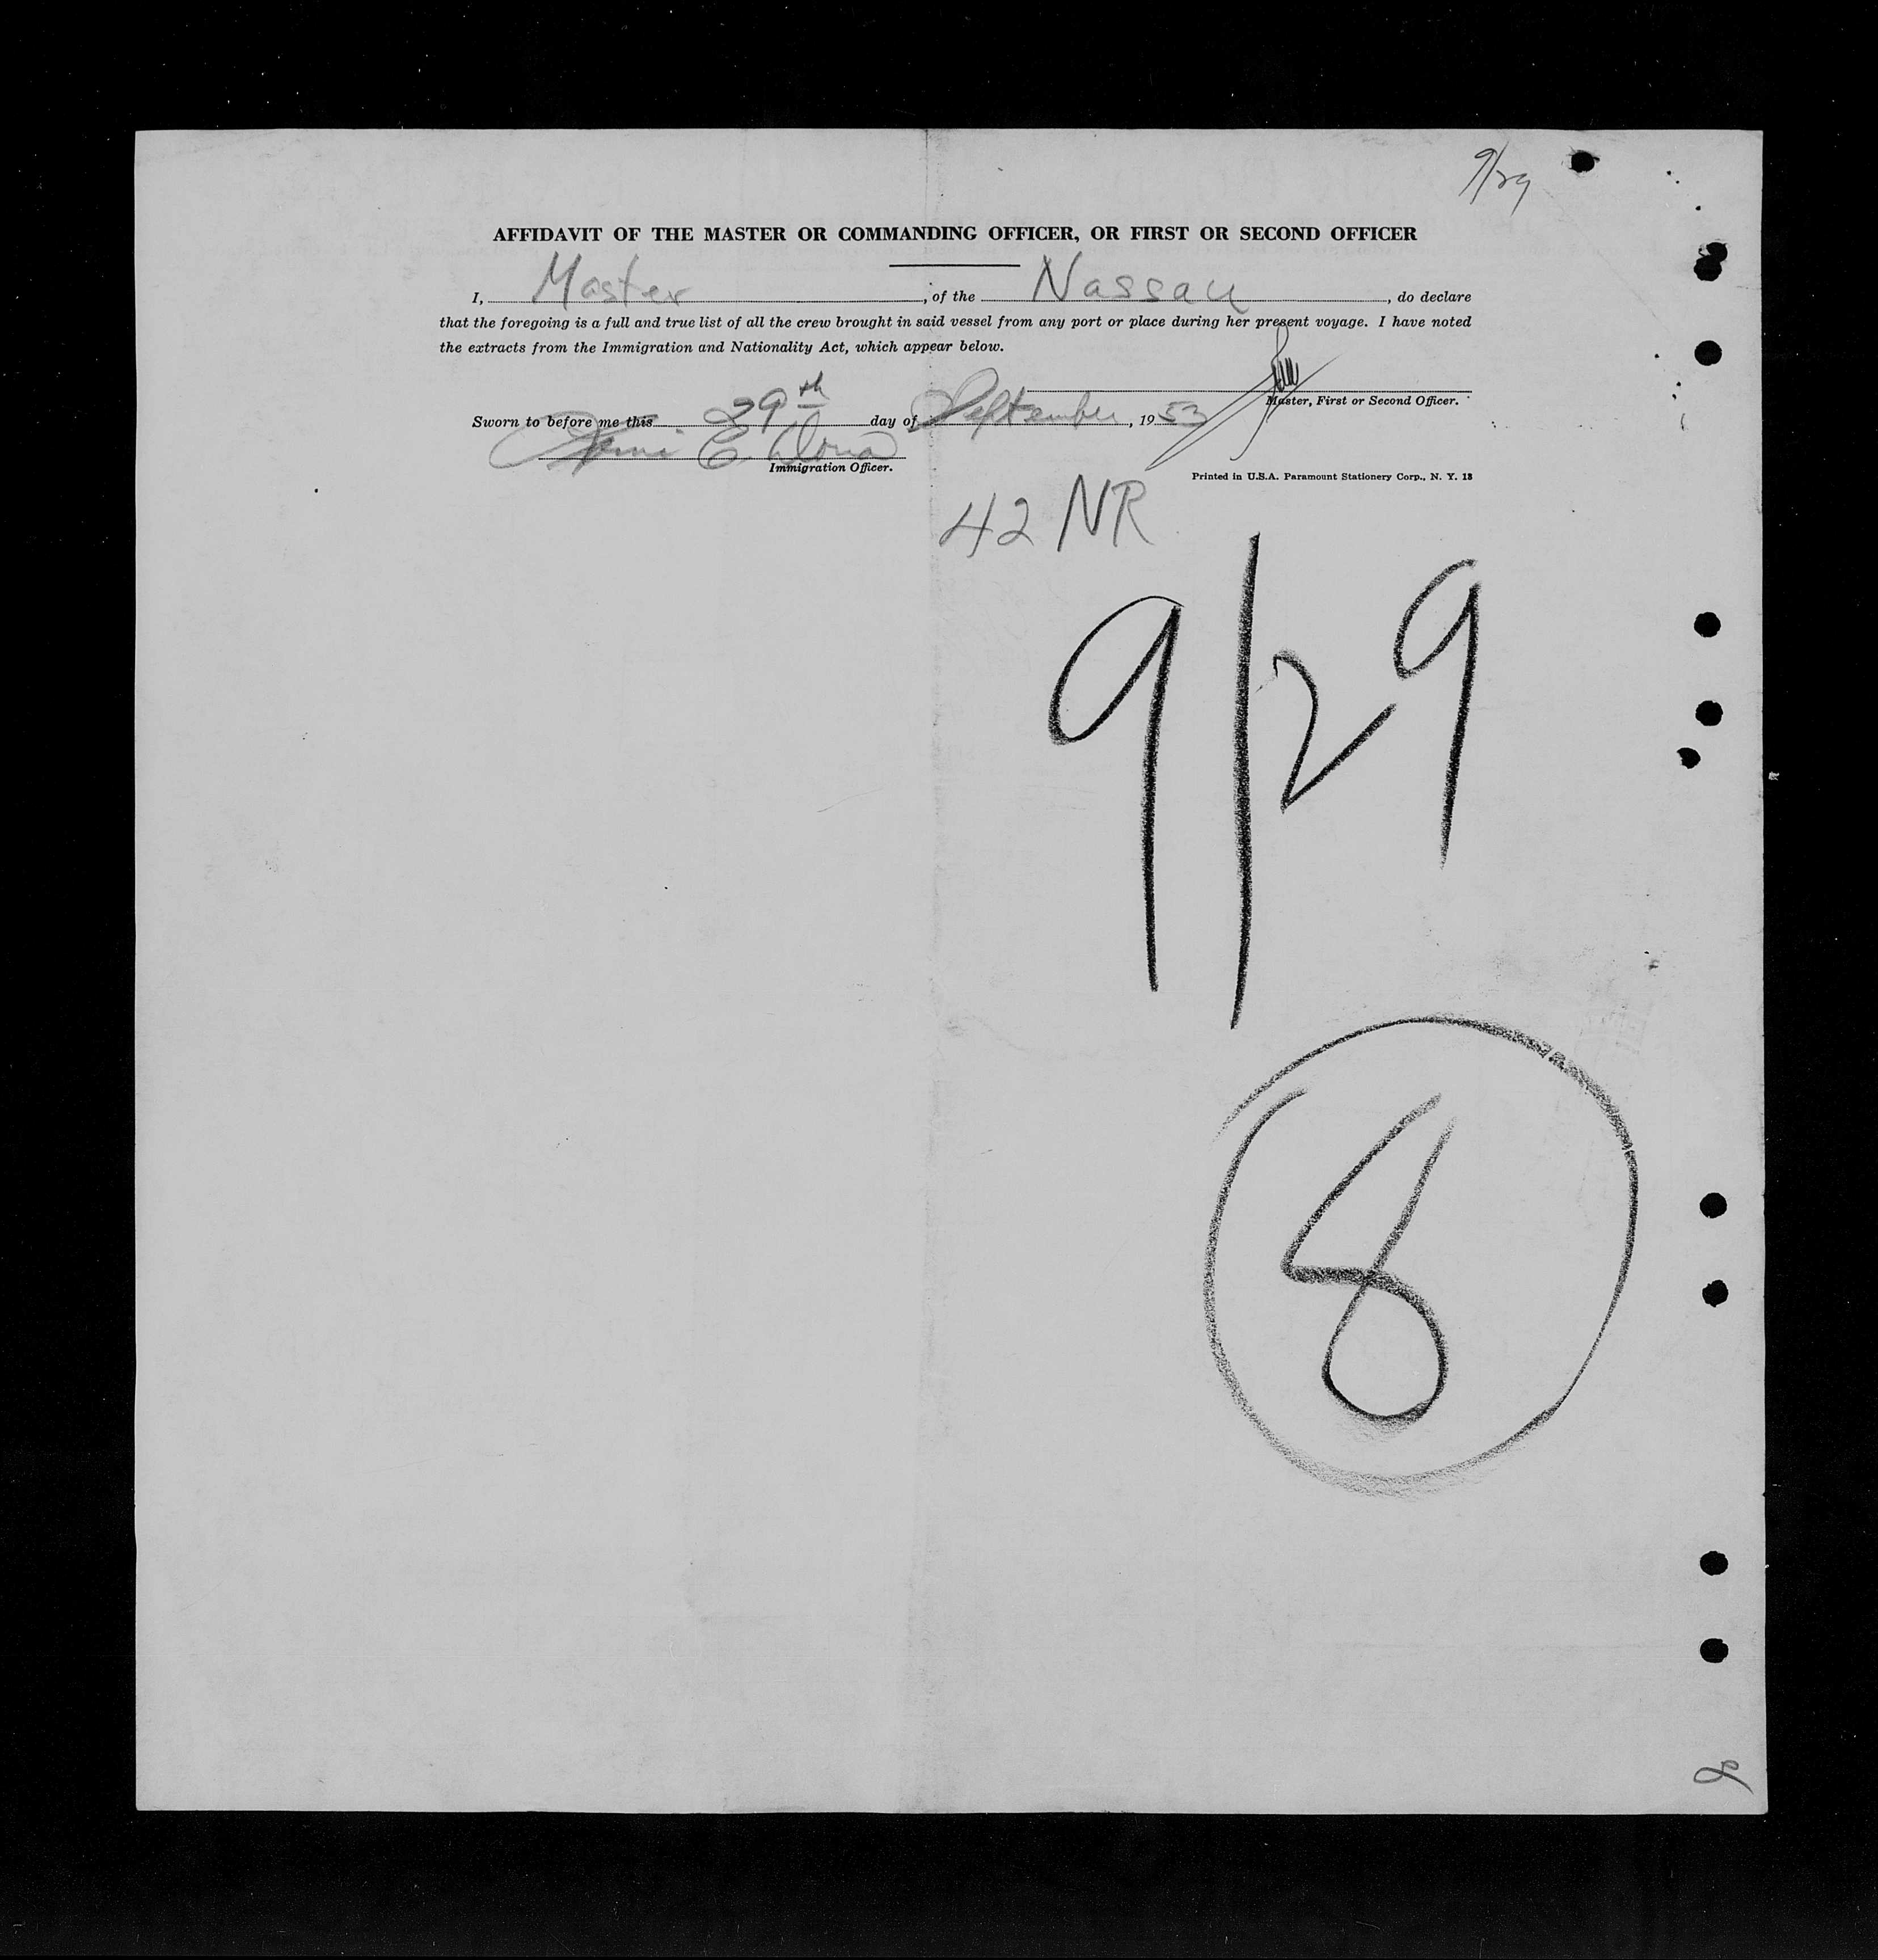 9/29
AFFIDAVIT OF THE MASTER OR COMMANDING OFFICER, OR FIRST OR SECOND OFFICER
I, Master, of the Nassau, do declare
that the foregoing is a full and true list of all the crew brought in said vessel from any port or place during her present voyage. I have noted
the extracts from the Immigration and Nationality Act, which appear below.
Master, First or Second Officer.
Sworn to before me this 29th day of September, 1953
E.
Immigration Officer.
Printed in U.S.A. Paramount Stationery Corp., N. Y. 18
42 NR
9/29
8
8